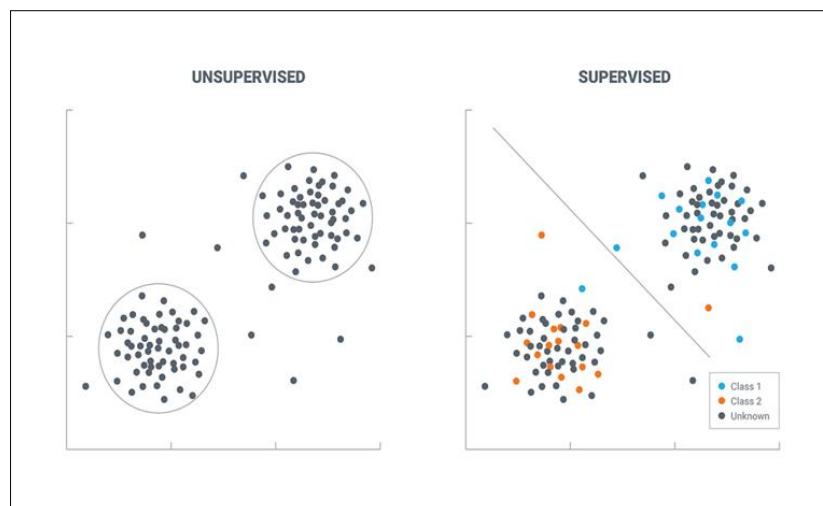 UNSUPERVISED
SUPERVISED
Class 1
Class 2
Unknown